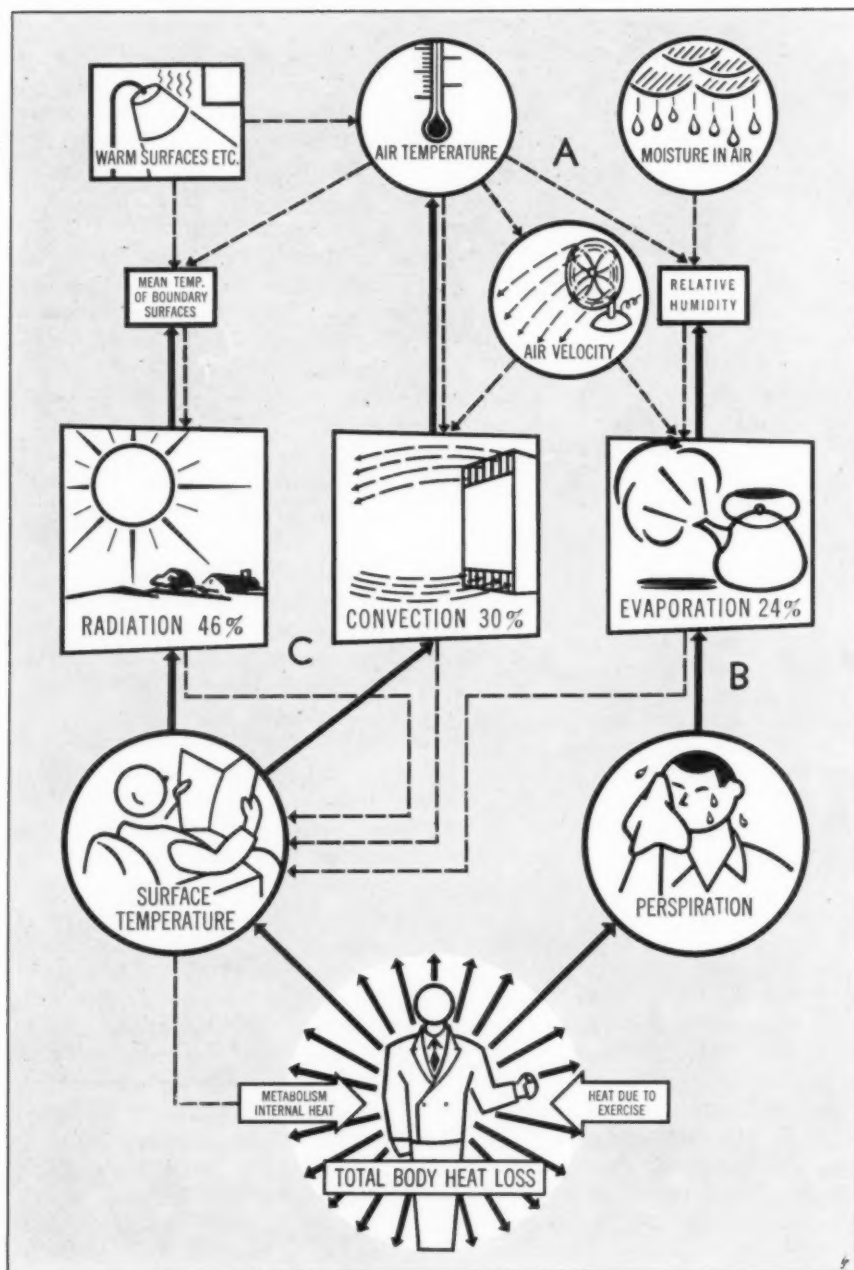 WARM SURFACES ETC.
AIR TEMPERATURE
A
MOISTURE IN AIR
MEAN TEMP.
OF BOUNDARY
SURFACES
AIR VELOCITY
RELATIVE
HUMIDITY
RADIATION 46%
CONVECTION 30%
EVAPORATION 24%
C
B
SURFACE
TEMPERATURE
PERSPIRATION
METABOLISM
INTERNAL HEAT
HEAT DUE TO
EXERCISE
TOTAL BODY HEAT LOSS